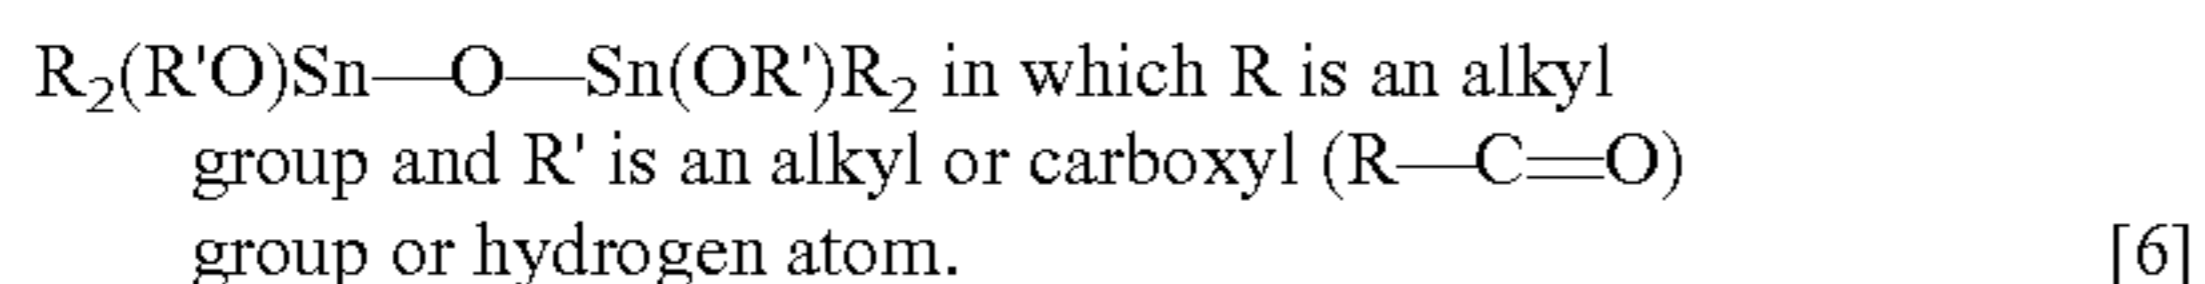 R₂(R'O)Sn—O—Sn(OR')R₂ in which R is an alkyl
group and R' is an alkyl or carboxyl (R—C═O)
group or hydrogen atom. [6]